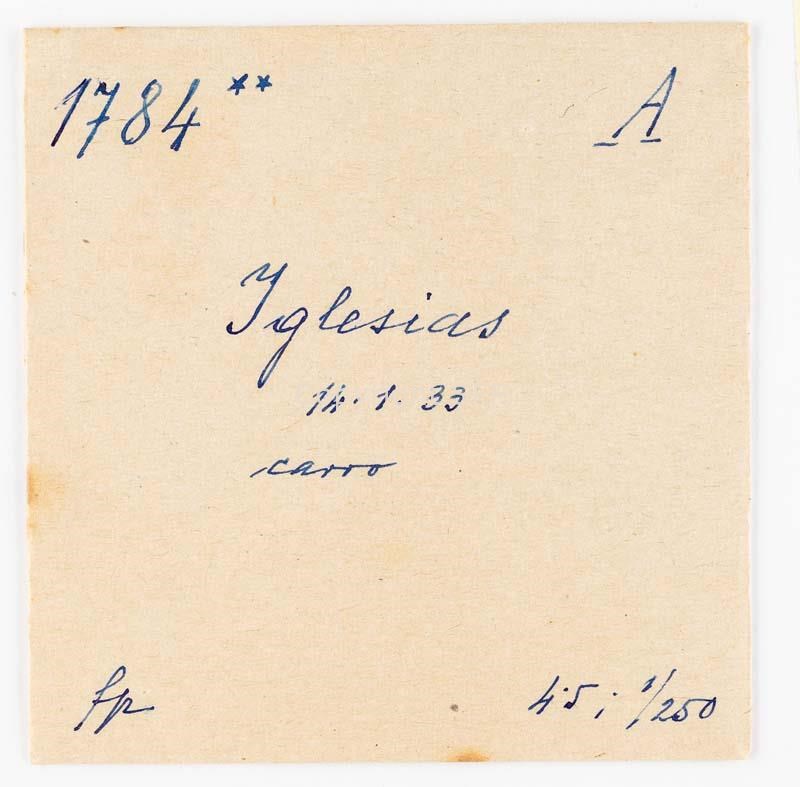 1784** A
Iglesias
14. 1. 33
carro
fp
4·5 ; 1/250